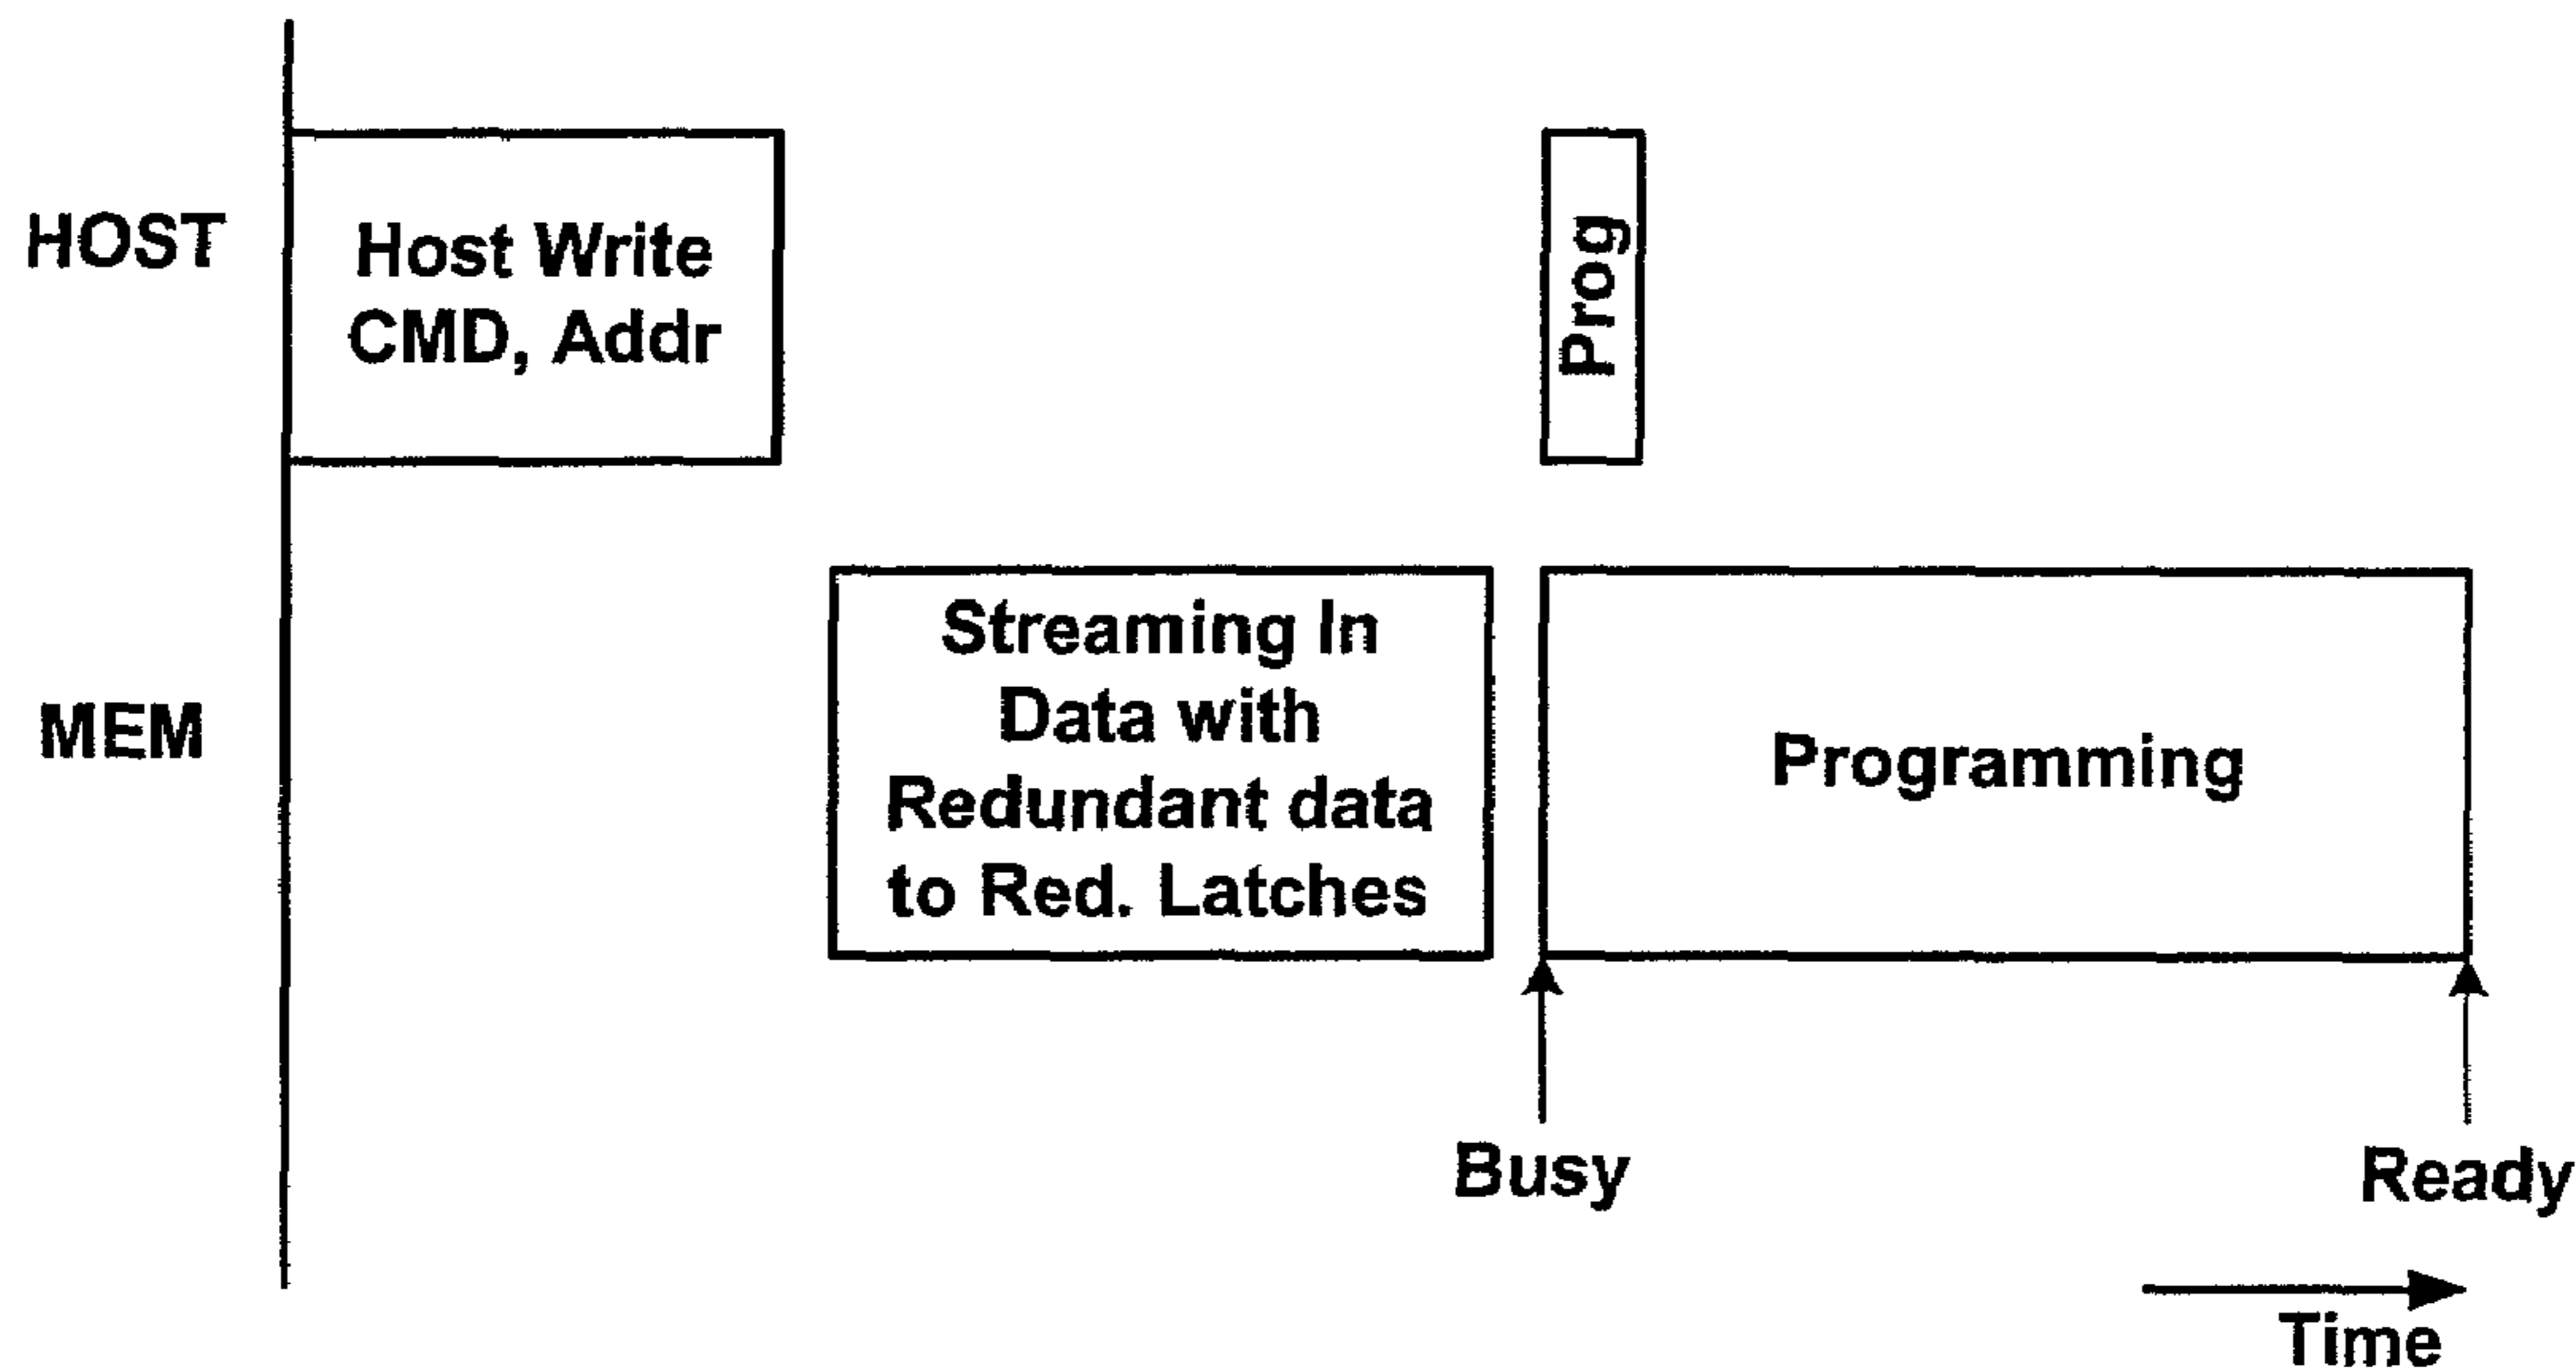 HOST
Host Write
CMD, Addr
Prog
MEM
Streaming In
Data with
Redundant data
to Red. Latches
Programming
Busy
Ready
Time